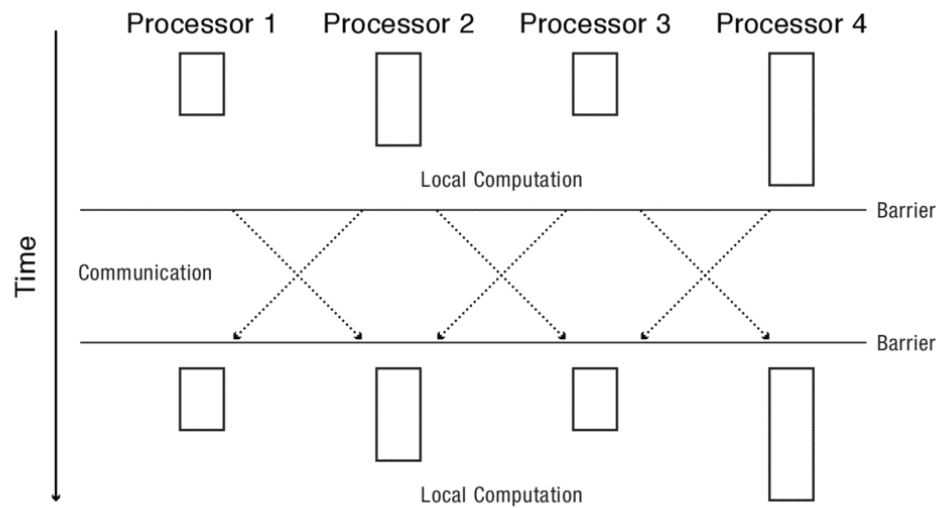 Processor 1 Processor 2 Processor 3 Processor 4
Local Computation
Barrier
Time
Communication
Barrier
Local Computation